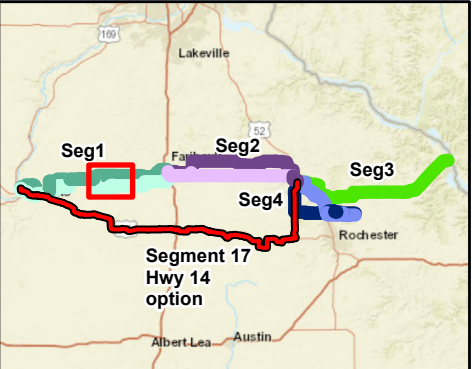 169
Lakeville
52
Seg1
Faribault
Seg2
Seg3
Seg4
Rochester
Segment 17
Hwy 14
option
Albert Lea
Austin